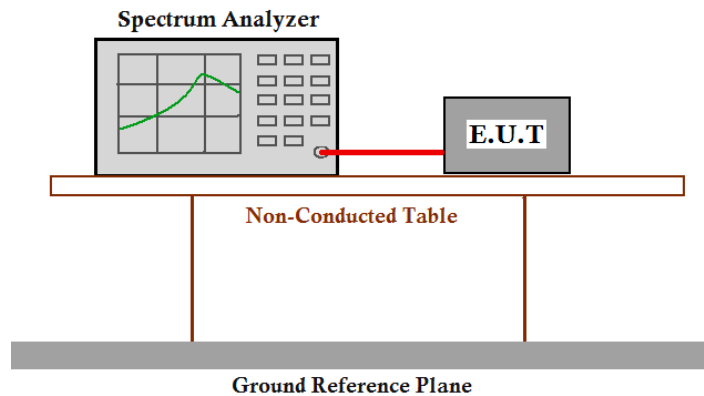 Spectrum Analyzer
E.U.T
Non-Conducted Table
Ground Reference Plane